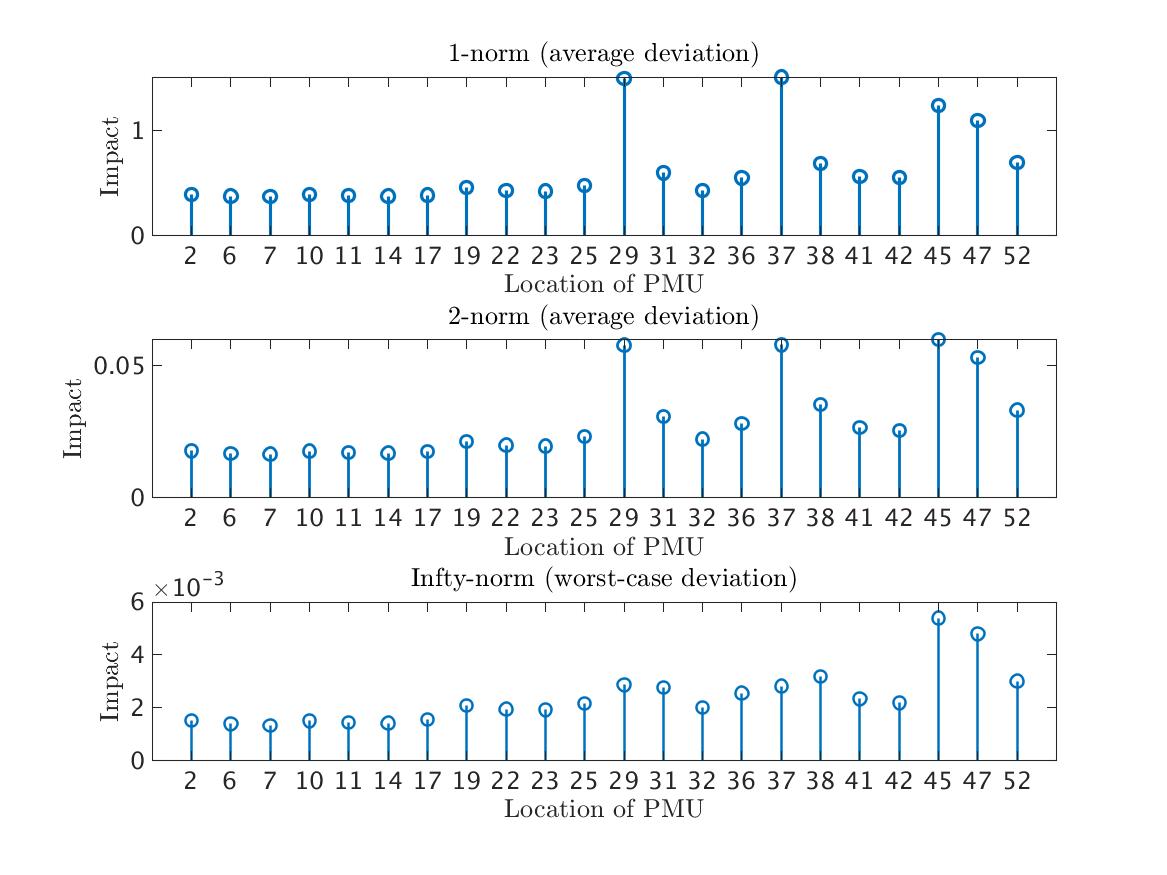 1-norm (average deviation)
Impact
1
0
2 6 7 10 11 14 17 19 22 23 25 29 31 32 36 37 38 41 42 45 47 52
Location of PMU
2-norm (average deviation)
Impact
0.05
0
2 6 7 10 11 14 17 19 22 23 25 29 31 32 36 37 38 41 42 45 47 52
Location of PMU
Infty-norm (worst-case deviation)
×10⁻³
Impact
6
4
2
0
2 6 7 10 11 14 17 19 22 23 25 29 31 32 36 37 38 41 42 45 47 52
Location of PMU